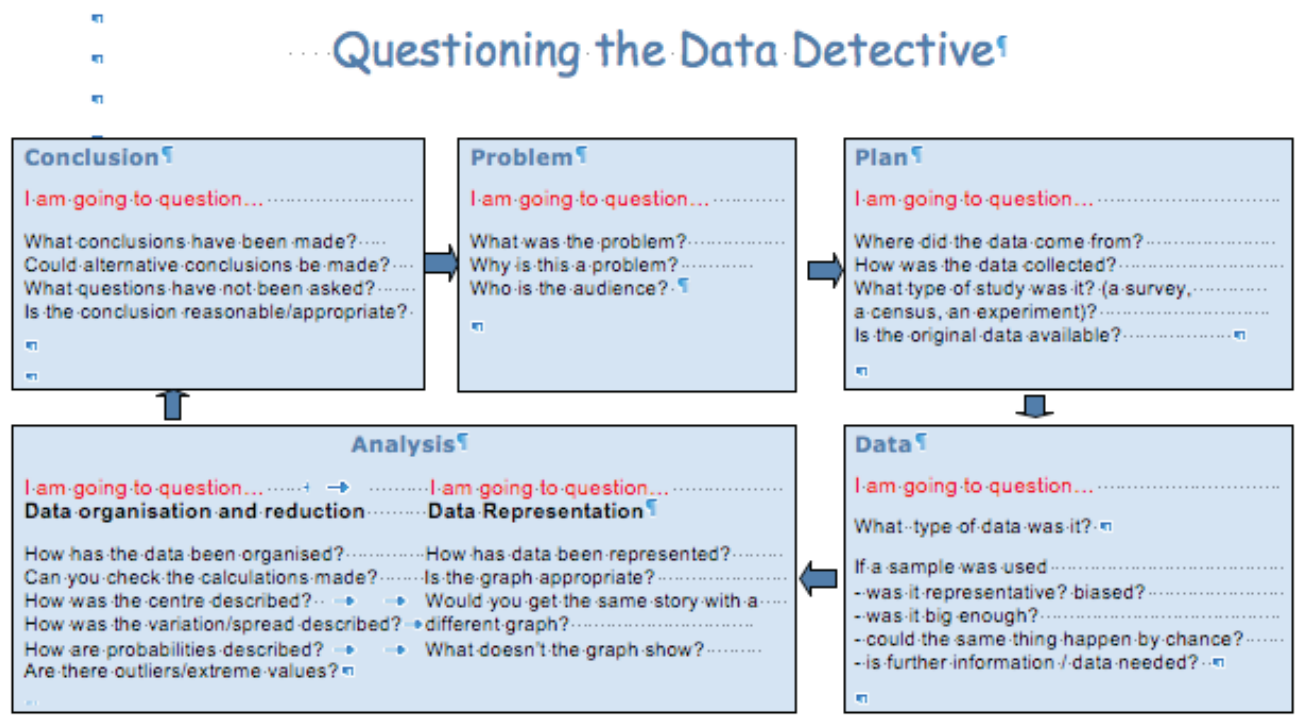 Questioning the Data Detective
Conclusion
I am going to question…
What conclusions have been made?
Could alternative conclusions be made?
What questions have not been asked?
Is the conclusion reasonable/appropriate?
Problem
I am going to question…
What was the problem?
Why is this a problem?
Who is the audience?
Plan
I am going to question…
Where did the data come from?
How was the data collected?
What type of study was it? (a survey,
a census, an experiment)?
Is the original data available?
Data
I am going to question…
What type of data was it?
If a sample was used
- was it representative? biased?
- was it big enough?
- could the same thing happen by chance?
- is further information / data needed?
Analysis
I am going to question…
Data organisation and reduction
How has the data been organised?
Can you check the calculations made?
How was the centre described?
How was the variation/spread described?
How are probabilities described?
Are there outliers/extreme values?
I am going to question…
Data Representation
How has data been represented?
Is the graph appropriate?
Would you get the same story with a
different graph?
What doesn't the graph show?